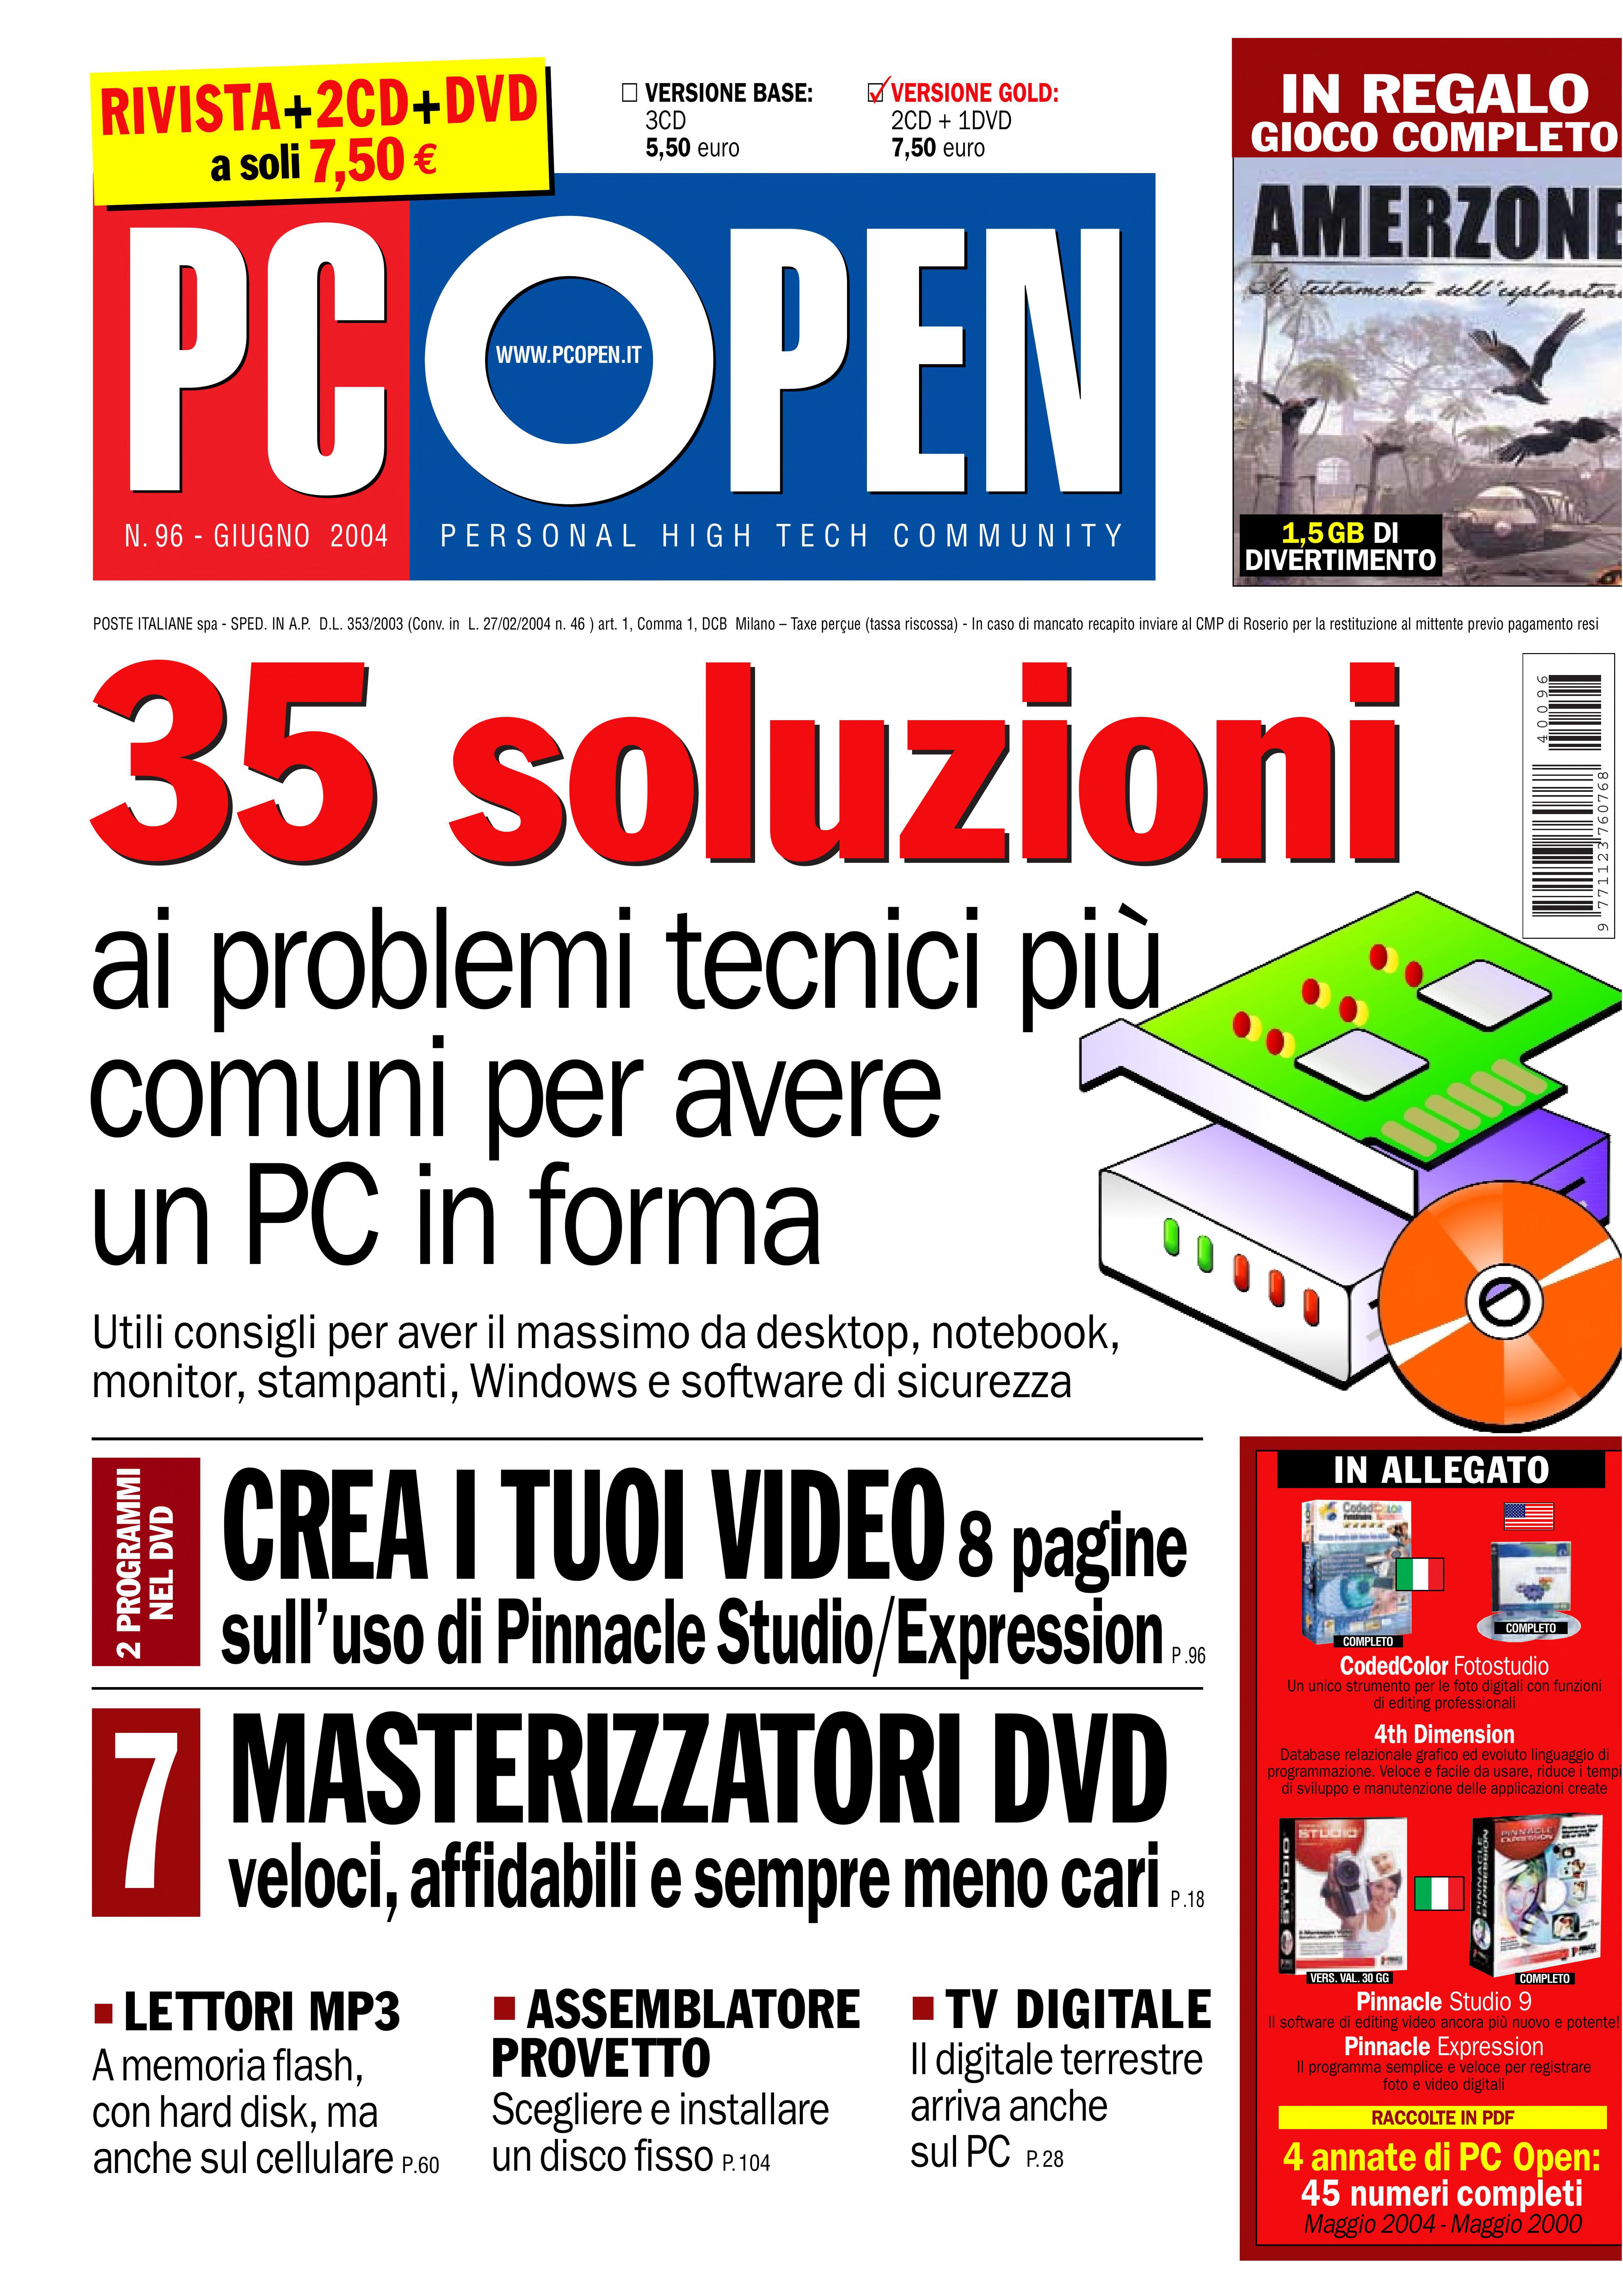 RIVISTA+2CD+DVD
a soli 7,50 €
VERSIONE BASE:
3CD
5,50 euro
VERSIONE GOLD:
2CD + 1DVD
7,50 euro
IN REGALO
GIOCO COMPLETO
AMERZONE
Il testamento dell'esploratore
1,5 GB DI
DIVERTIMENTO
PC OPEN
WWW.PCOPEN.IT
N. 96 - GIUGNO 2004
PERSONAL HIGH TECH COMMUNITY
POSTE ITALIANE spa - SPED. IN A.P. D.L. 353/2003 (Conv. in L. 27/02/2004 n. 46 ) art. 1, Comma 1, DCB Milano – Taxe perçue (tassa riscossa) - In caso di mancato recapito inviare al CMP di Roserio per la restituzione al mittente previo pagamento resi
40096
9 771123 760768
35 soluzioni
ai problemi tecnici più
comuni per avere
un PC in forma
Utili consigli per aver il massimo da desktop, notebook,
monitor, stampanti, Windows e software di sicurezza
2 PROGRAMMI
NEL DVD
CREA I TUOI VIDEO 8 pagine
sull'uso di Pinnacle Studio/Expression P.96
7
MASTERIZZATORI DVD
veloci, affidabili e sempre meno cari P.18
LETTORI MP3
A memoria flash,
con hard disk, ma
anche sul cellulare P.60
ASSEMBLATORE
PROVETTO
Scegliere e installare
un disco fisso P.104
TV DIGITALE
Il digitale terrestre
arriva anche
sul PC P.28
IN ALLEGATO
CodedColor
FotoStudio
COMPLETO
COMPLETO
CodedColor Fotostudio
Un unico strumento per le foto digitali con funzioni
di editing professionali
4th Dimension
Database relazionale grafico ed evoluto linguaggio di
programmazione. Veloce e facile da usare, riduce i tempi
di sviluppo e manutenzione delle applicazioni create
STUDIO
STUDIO
PINNACLE
EXPRESSION
PINNACLE
EXPRESSION
VERS. VAL. 30 GG
COMPLETO
Pinnacle Studio 9
Il software di editing video ancora più nuovo e potente!
Pinnacle Expression
Il programma semplice e veloce per registrare
foto e video digitali
RACCOLTE IN PDF
4 annate di PC Open:
45 numeri completi
Maggio 2004 - Maggio 2000